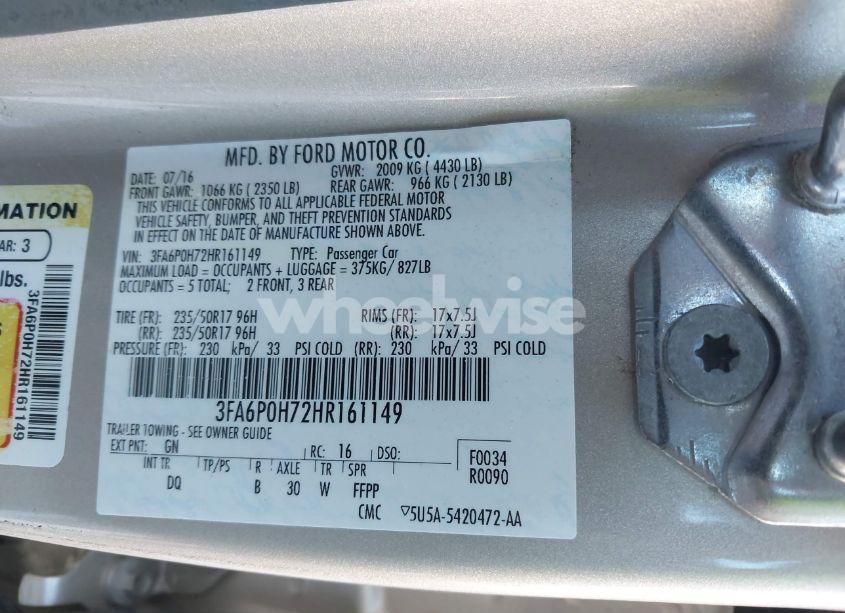 MFD. BY FORD MOTOR CO.
DATE: 07/16 GVWR: 2009 KG ( 4430 LB)
FRONT GAWR: 1066 KG ( 2350 LB) REAR GAWR: 966 KG ( 2130 LB)
THIS VEHICLE CONFORMS TO ALL APPLICABLE FEDERAL MOTOR
VEHICLE SAFETY, BUMPER, AND THEFT PREVENTION STANDARDS
IN EFFECT ON THE DATE OF MANUFACTURE SHOWN ABOVE.
VIN: 3FA6P0H72HR161149 TYPE: Passenger Car
MAXIMUM LOAD = OCCUPANTS + LUGGAGE = 375KG/ 827LB
OCCUPANTS = 5 TOTAL; 2 FRONT, 3 REAR
TIRE (FR): 235/50R17 96H RIMS (FR): 17x7.5J
(RR): 235/50R17 96H (RR): 17x7.5J
PRESSURE (FR): 230 kPa/ 33 PSI COLD (RR): 230 kPa/ 33 PSI COLD
3FA6P0H72HR161149
TRAILER TOWING - SEE OWNER GUIDE
EXT PNT: GN RC: 16 DSO: F0034
R0090
INT TR TP/PS R AXLE TR SPR
DQ B 30 W FFPP
CMC ▽5U5A-5420472-AA
RMATION
AR: 3
lbs.
S
3FA6P0H72HR161149
wheelwise